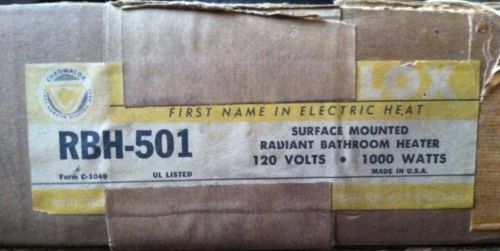 CHROMALOX
LOX
FIRST NAME IN ELECTRIC HEAT
RBH-501
SURFACE MOUNTED
RADIANT BATHROOM HEATER
120 VOLTS • 1000 WATTS
Form C-1049
UL LISTED
MADE IN U.S.A.